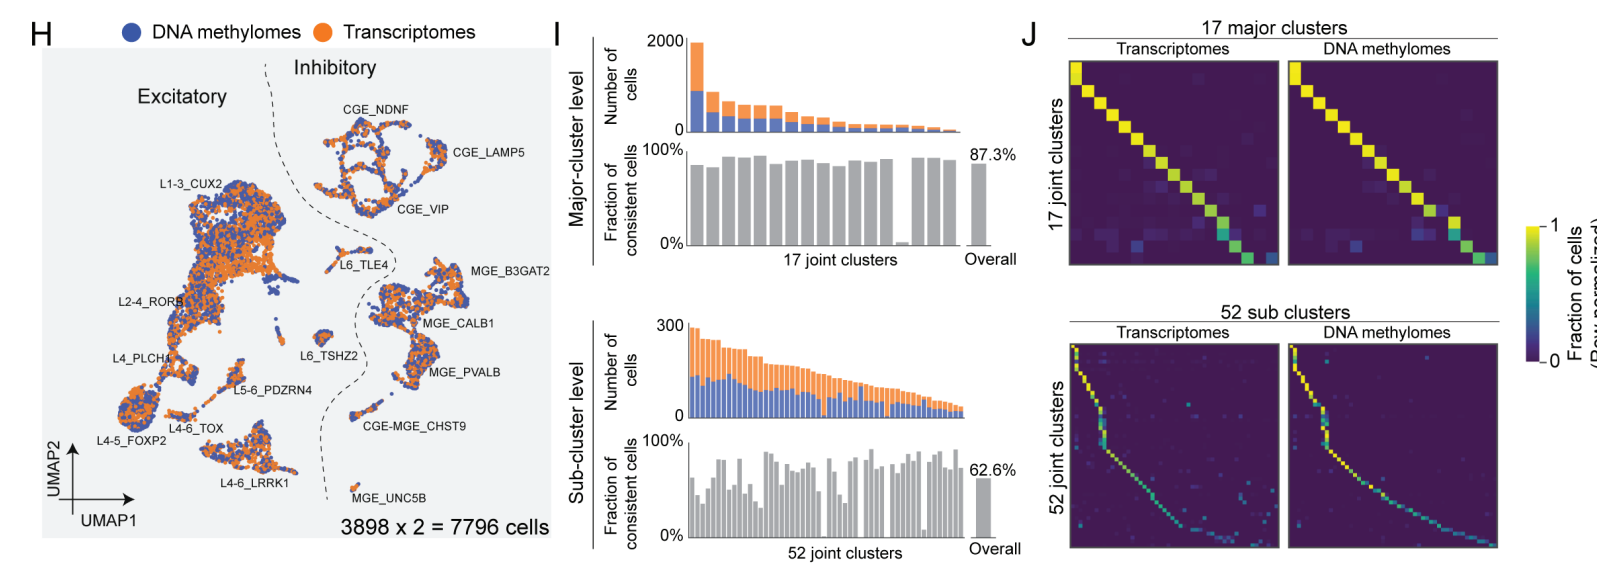 H
DNA methylomes
Transcriptomes
Excitatory
Inhibitory
CGE_NDNF
CGE_LAMP5
CGE_VIP
L1-3_CUX2
L6_TLE4
MGE_B3GAT2
L2-4_RORB
MGE_CALB1
L6_TSHZ2
L4_PLCH1
MGE_PVALB
L5-6_PDZRN4
L4-6_TOX
L4-5_FOXP2
CGE-MGE_CHST9
L4-6_LRRK1
MGE_UNC5B
UMAP2
UMAP1
3898 x 2 = 7796 cells
I
Major-cluster level
Number of
cells
2000
0
Fraction of
consistent cells
100%
0%
87.3%
17 joint clusters
Overall
Sub-cluster level
Number of
cells
300
0
Fraction of
consistent cells
100%
0%
62.6%
52 joint clusters
Overall
J
17 major clusters
Transcriptomes
DNA methylomes
17 joint clusters
52 sub clusters
Transcriptomes
DNA methylomes
52 joint clusters
1
0
Fraction of cells